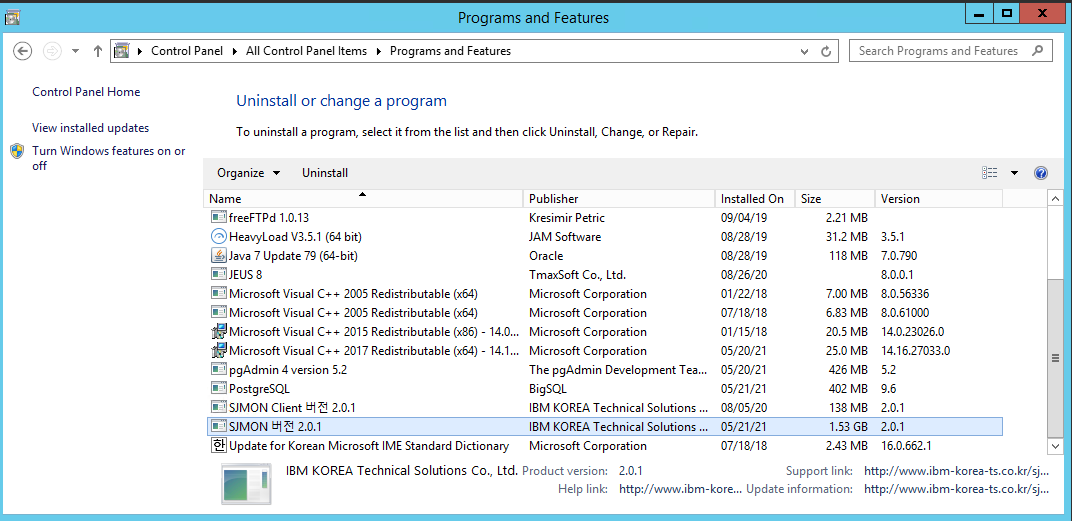 Programs and Features
Control Panel All Control Panel Items Programs and Features
Search Programs and Features
Control Panel Home
View installed updates
Turn Windows features on or
off
Uninstall or change a program
To uninstall a program, select it from the list and then click Uninstall, Change, or Repair.
Organize Uninstall
Name Publisher Installed On Size Version
freeFTPd 1.0.13 Kresimir Petric 09/04/19 2.21 MB
HeavyLoad V3.5.1 (64 bit) JAM Software 08/28/19 31.2 MB 3.5.1
Java 7 Update 79 (64-bit) Oracle 08/28/19 118 MB 7.0.790
JEUS 8 TmaxSoft Co., Ltd. 08/26/20 8.0.0.1
Microsoft Visual C++ 2005 Redistributable (x64) Microsoft Corporation 01/22/18 7.00 MB 8.0.56336
Microsoft Visual C++ 2005 Redistributable (x64) Microsoft Corporation 07/18/18 6.83 MB 8.0.61000
Microsoft Visual C++ 2015 Redistributable (x86) - 14.0... Microsoft Corporation 01/15/18 20.5 MB 14.0.23026.0
Microsoft Visual C++ 2017 Redistributable (x64) - 14.1... Microsoft Corporation 05/20/21 25.0 MB 14.16.27033.0
pgAdmin 4 version 5.2 The pgAdmin Development Tea... 05/20/21 426 MB 5.2
PostgreSQL BigSQL 05/21/21 402 MB 9.6
SJMON Client 버전 2.0.1 IBM KOREA Technical Solutions ... 08/05/20 138 MB 2.0.1
SJMON 버전 2.0.1 IBM KOREA Technical Solutions ... 05/21/21 1.53 GB 2.0.1
한 Update for Korean Microsoft IME Standard Dictionary Microsoft Corporation 07/18/18 2.43 MB 16.0.662.1
IBM KOREA Technical Solutions Co., Ltd. Product version: 2.0.1 Support link: http://www.ibm-korea-ts.co.kr/sj...
Help link: http://www.ibm-kore... Update information: http://www.ibm-korea-ts.co.kr/sj...